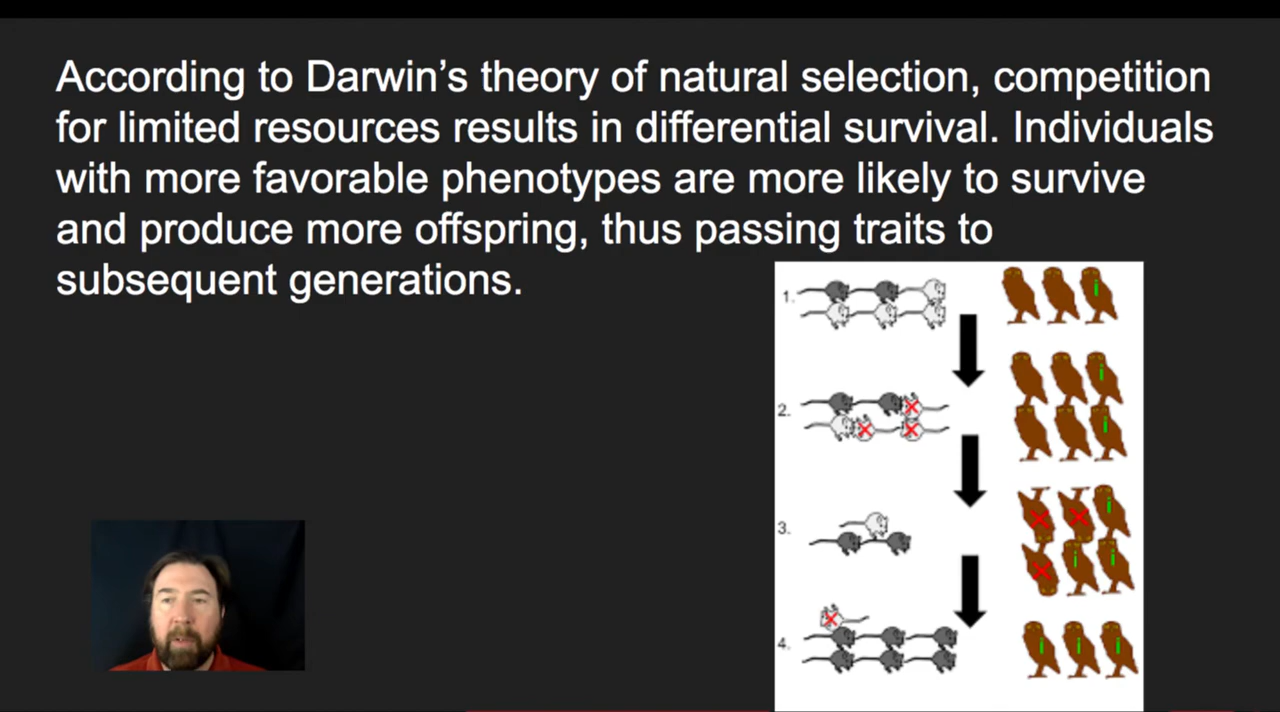 According to Darwin’s theory of natural selection, competition
for limited resources results in differential survival. Individuals
with more favorable phenotypes are more likely to survive
and produce more offspring, thus passing traits to
subsequent generations.
1.
2.
3.
4.